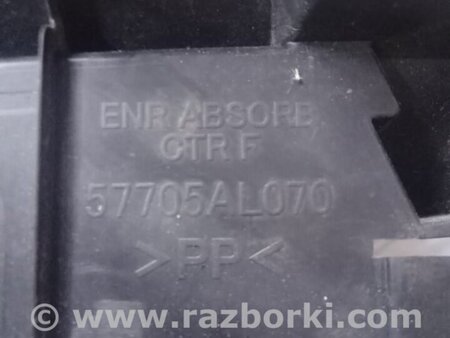 ENR ABSORB
CTR F
57705AL070
>PP<
© www.razborki.com